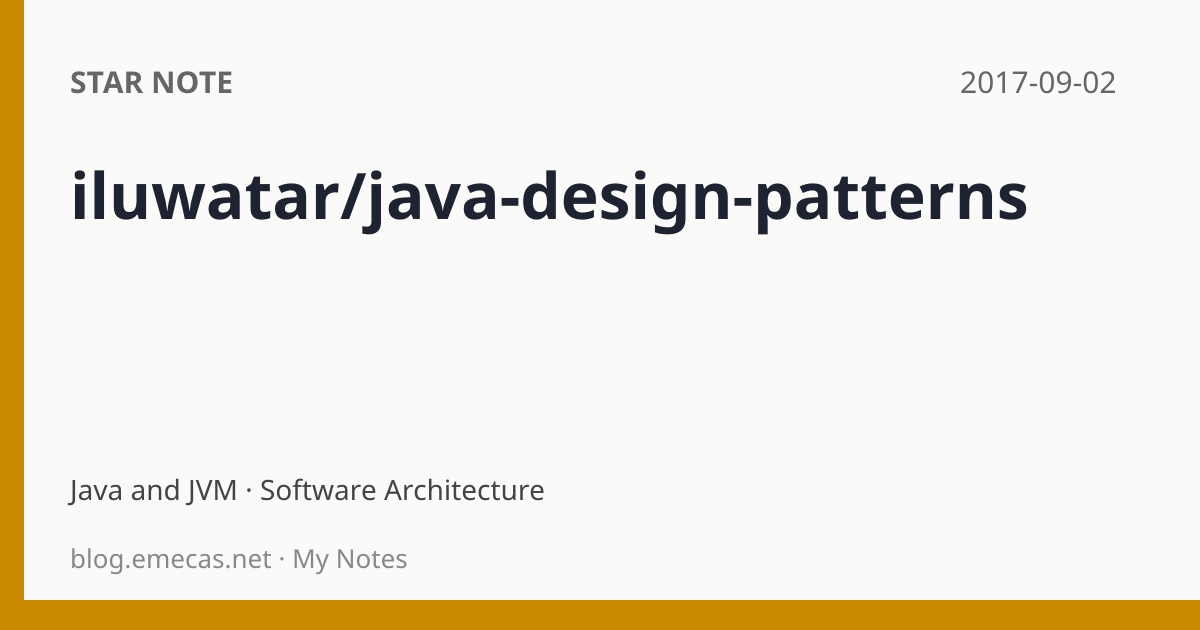 STAR NOTE
2017-09-02
iluwatar/java-design-patterns
Java and JVM · Software Architecture
blog.emecas.net · My Notes